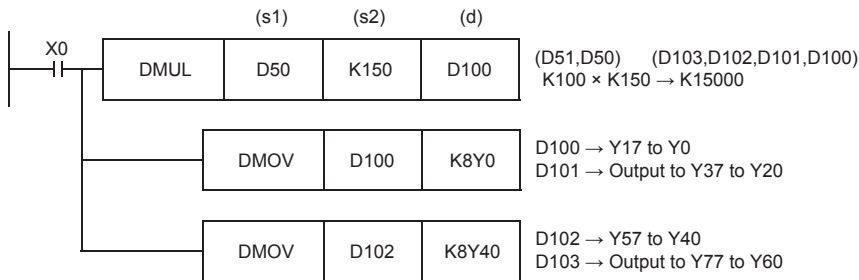 (s1) (s2) (d)
X0
DMUL D50 K150 D100
(D51,D50) (D103,D102,D101,D100)
K100 × K150 → K15000
DMOV D100 K8Y0
D100 → Y17 to Y0
D101 → Output to Y37 to Y20
DMOV D102 K8Y40
D102 → Y57 to Y40
D103 → Output to Y77 to Y60